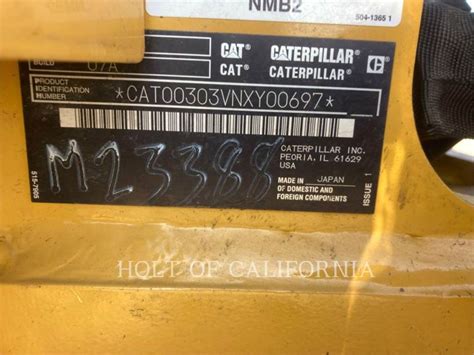 NMB2
504-1365 1
BUILD 07A
CAT CATERPILLAR C
CAT CATERPILLAR C
PRODUCT
IDENTIFICATION
NUMBER
*CAT00303VNXY00697*
M23388
CATERPILLAR INC.
PEORIA, IL 61629
USA
MADE IN JAPAN
OF DOMESTIC AND
FOREIGN COMPONENTS
ISSUE 1
515-7905
HOLT OF CALIFORNIA